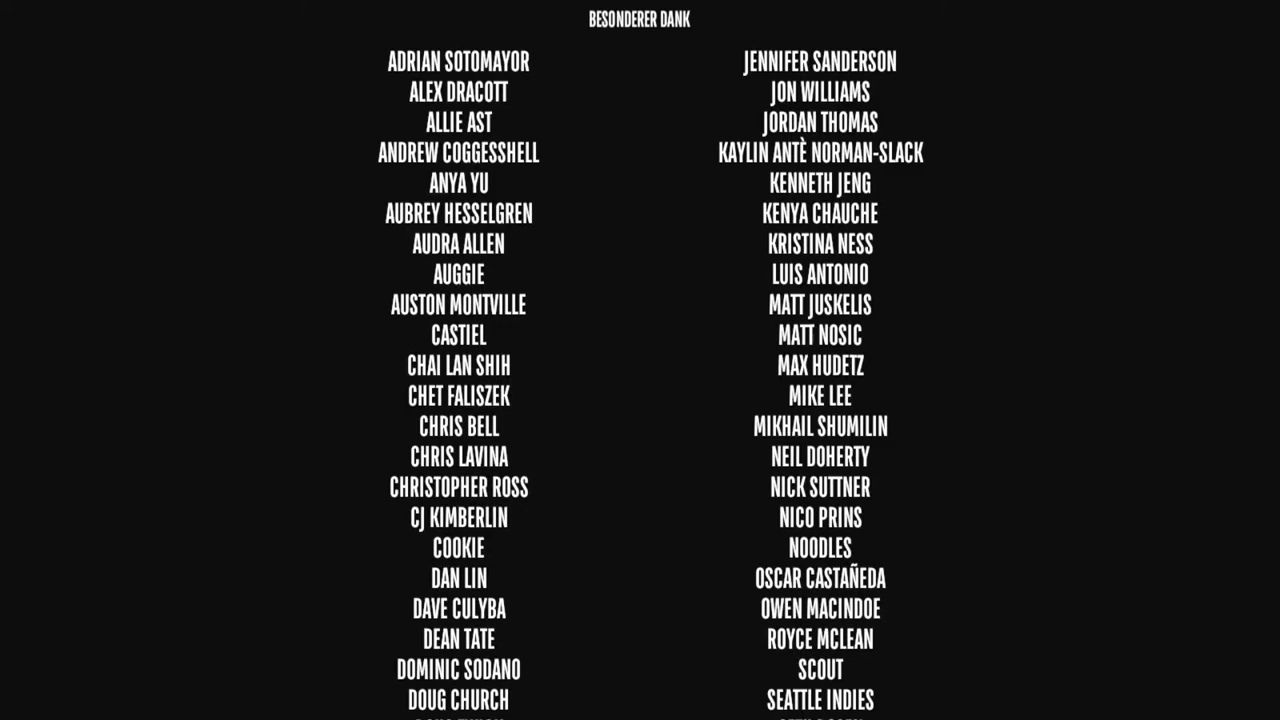 BESONDERER DANK
ADRIAN SOTOMAYOR
ALEX DRACOTT
ALLIE AST
ANDREW COGGESSHELL
ANYA YU
AUBREY HESSELGREN
AUDRA ALLEN
AUGGIE
AUSTON MONTVILLE
CASTIEL
CHAI LAN SHIH
CHET FALISZEK
CHRIS BELL
CHRIS LAVINA
CHRISTOPHER ROSS
CJ KIMBERLIN
COOKIE
DAN LIN
DAVE CULYBA
DEAN TATE
DOMINIC SODANO
DOUG CHURCH
JENNIFER SANDERSON
JON WILLIAMS
JORDAN THOMAS
KAYLIN ANTÈ NORMAN-SLACK
KENNETH JENG
KENYA CHAUCHE
KRISTINA NESS
LUIS ANTONIO
MATT JUSKELIS
MATT NOSIC
MAX HUDETZ
MIKE LEE
MIKHAIL SHUMILIN
NEIL DOHERTY
NICK SUTTNER
NICO PRINS
NOODLES
OSCAR CASTAÑEDA
OWEN MACINDOE
ROYCE MCLEAN
SCOUT
SEATTLE INDIES